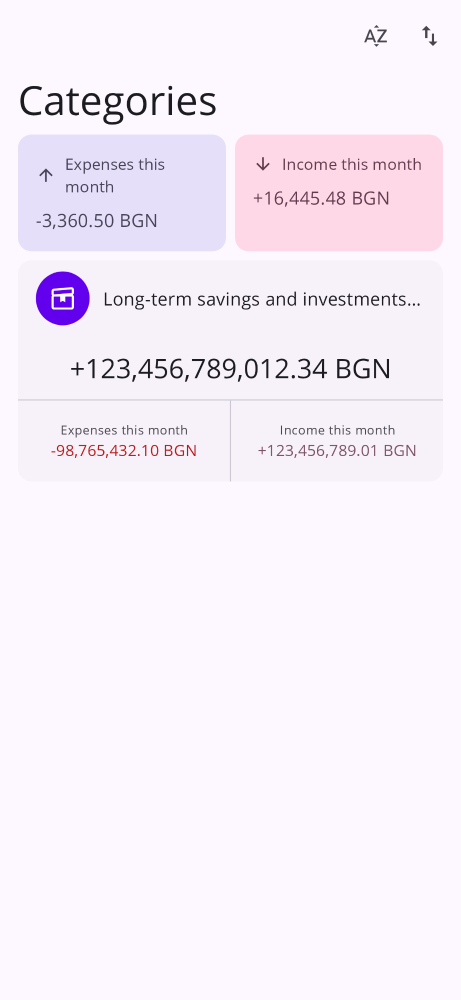 AZ
Categories
Expenses this
month
-3,360.50 BGN
Income this month
+16,445.48 BGN
Long-term savings and investments...
+123,456,789,012.34 BGN
Expenses this month
-98,765,432.10 BGN
Income this month
+123,456,789.01 BGN